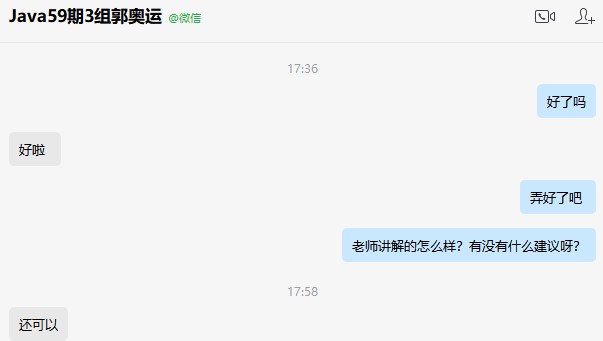 Java59期3组郭奥运 @微信
17:36
好了吗
好啦
弄好了吧
老师讲解的怎么样？有没有什么建议呀？
17:58
还可以